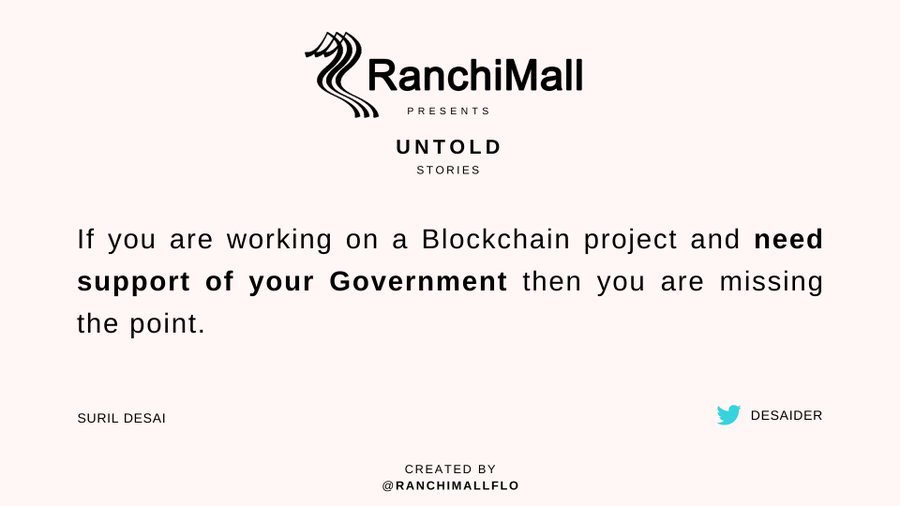 RanchiMall
PRESENTS
UNTOLD
STORIES
If you are working on a Blockchain project and need
support of your Government then you are missing
the point.
SURIL DESAI
DESAIDER
CREATED BY
@RANCHIMALLFLO